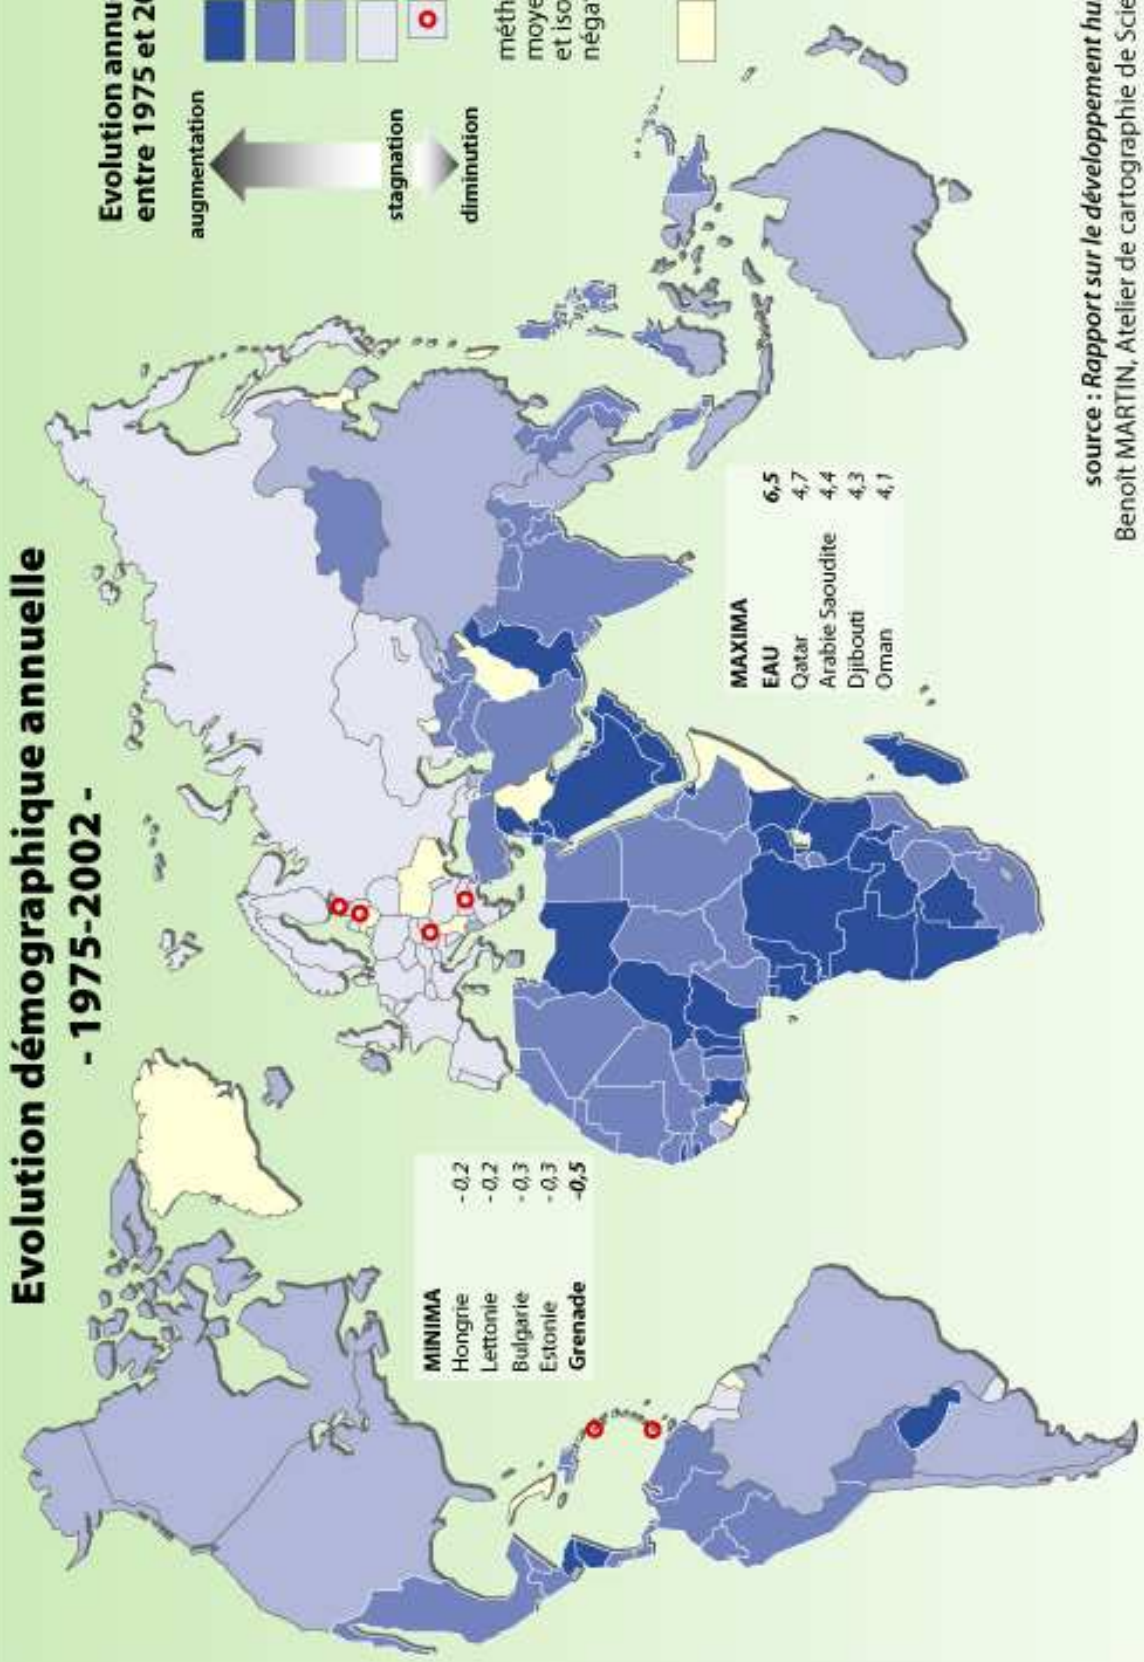 Evolution démographique annuelle
- 1975-2002 -
Evolution annu
entre 1975 et 20
augmentation
stagnation
diminution
méth
moye
et iso
néga
MINIMA
Hongrie - 0,2
Lettonie - 0,2
Bulgarie - 0,3
Estonie - 0,3
Grenade -0,5
MAXIMA
EAU 6,5
Qatar 4,7
Arabie Saoudite 4,4
Djibouti 4,3
Oman 4,1
source : Rapport sur le développement hu
Benoît MARTIN, Atelier de cartographie de Scie